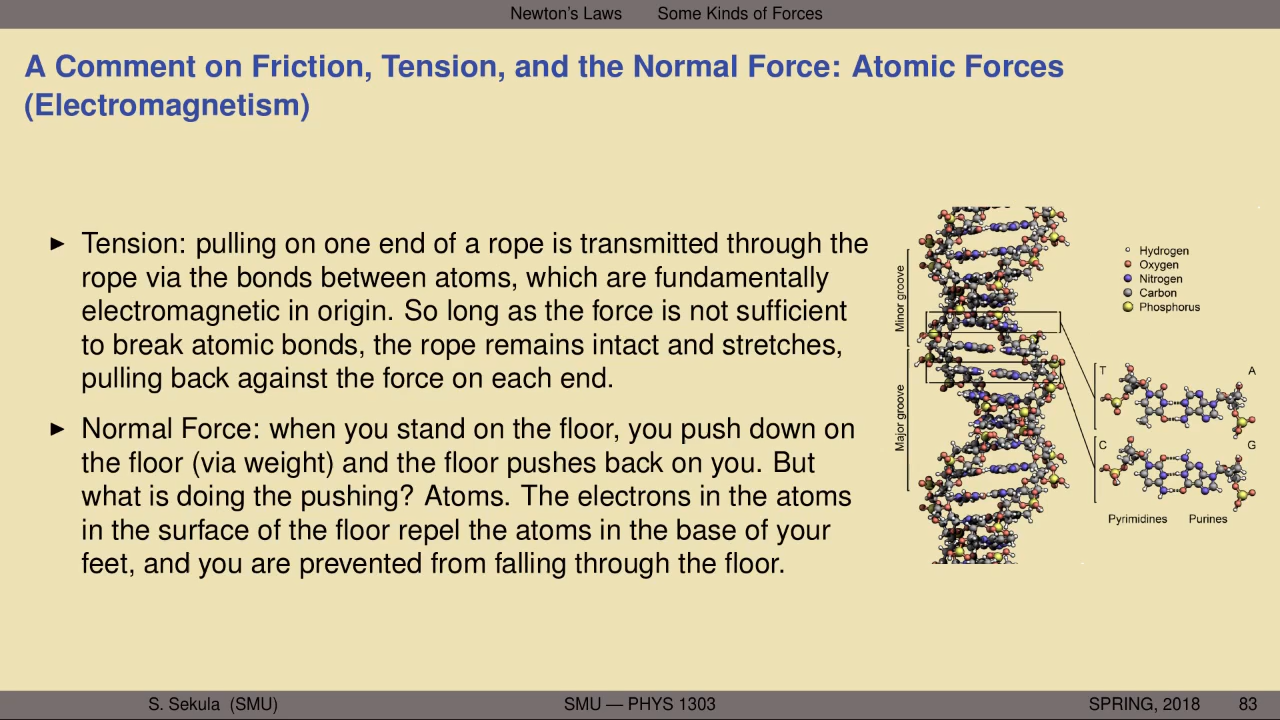 Newton's Laws Some Kinds of Forces
A Comment on Friction, Tension, and the Normal Force: Atomic Forces
(Electromagnetism)
▶ Tension: pulling on one end of a rope is transmitted through the
rope via the bonds between atoms, which are fundamentally
electromagnetic in origin. So long as the force is not sufficient
to break atomic bonds, the rope remains intact and stretches,
pulling back against the force on each end.
▶ Normal Force: when you stand on the floor, you push down on
the floor (via weight) and the floor pushes back on you. But
what is doing the pushing? Atoms. The electrons in the atoms
in the surface of the floor repel the atoms in the base of your
feet, and you are prevented from falling through the floor.
Minor groove
Major groove
Hydrogen
Oxygen
Nitrogen
Carbon
Phosphorus
T A
C G
Pyrimidines Purines
S. Sekula (SMU) SMU — PHYS 1303 SPRING, 2018 83